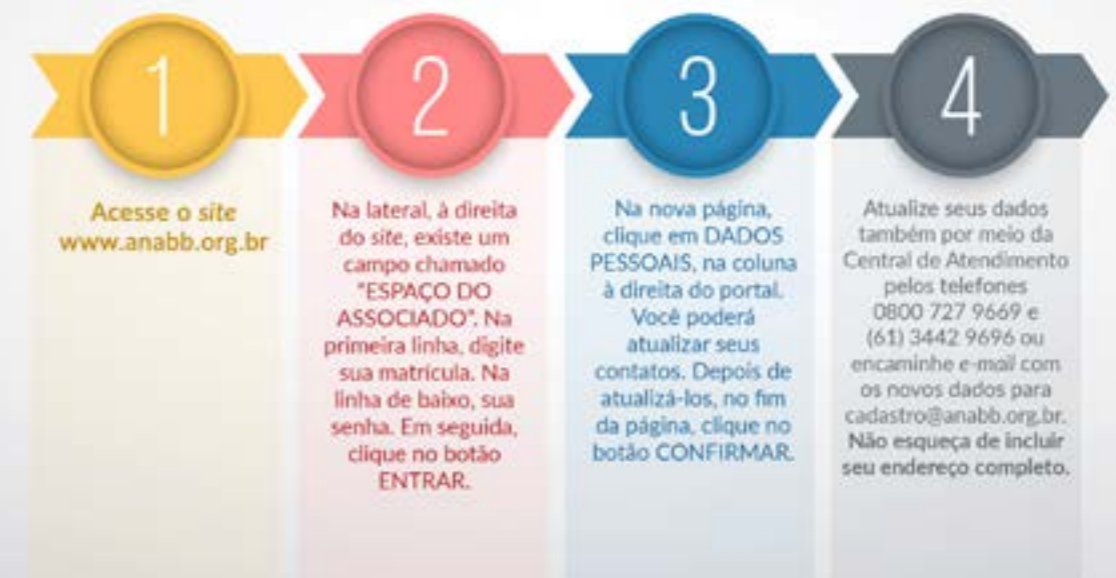 1
Acesse o site
www.anabb.org.br
2
Na lateral, à direita
do site, existe um
campo chamado
"ESPAÇO DO
ASSOCIADO". Na
primeira linha, digite
sua matrícula. Na
linha de baixo, sua
senha. Em seguida,
clique no botão
ENTRAR.
3
Na nova página,
clique em DADOS
PESSOAIS, na coluna
à direita do portal.
Você poderá
atualizar seus
contatos. Depois de
atualizá-los, no fim
da página, clique no
botão CONFIRMAR.
4
Atualize seus dados
também por meio da
Central de Atendimento
pelos telefones
0800 727 9669 e
(61) 3442 9696 ou
encaminhe e-mail com
os novos dados para
cadastro@anabb.org.br.
Não esqueça de incluir
seu endereço completo.